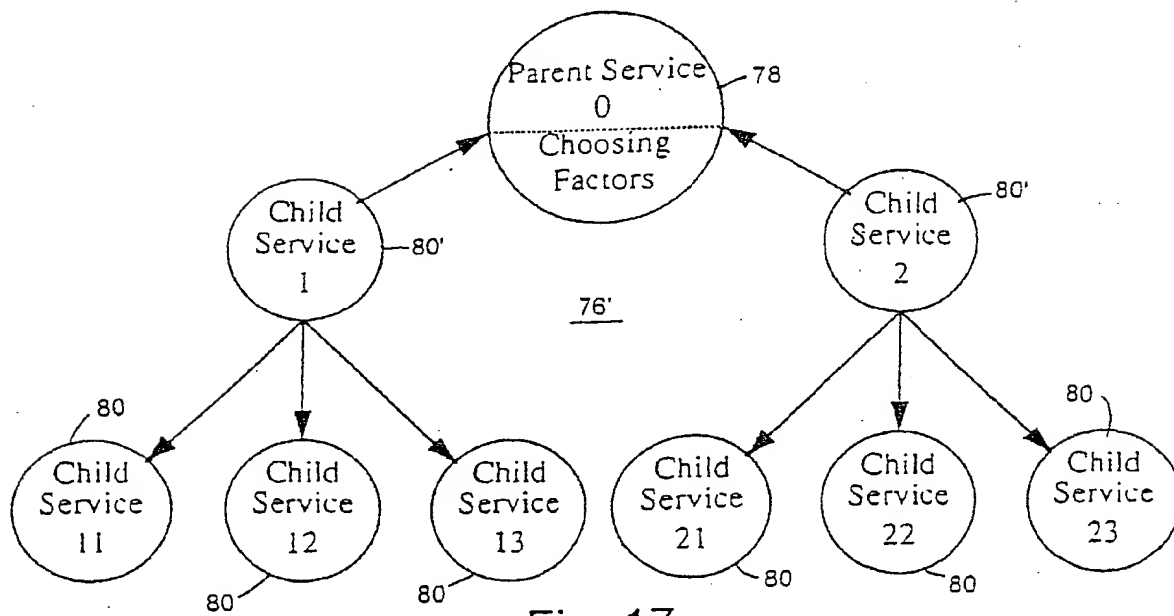 Parent Service
0
Choosing
Factors
78
Child
Service
1
80'
Child
Service
2
80'
76'
80
Child
Service
11
Child
Service
12
80
Child
Service
13
80
Child
Service
21
80
Child
Service
22
80
80
Child
Service
23
Fig. 17